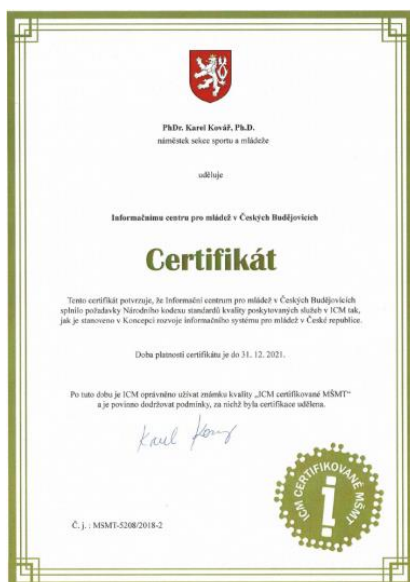 PhDr. Karel Kovář, Ph.D.
náměstek sekce sportu a mládeže
uděluje
Informačnímu centru pro mládež v Českých Budějovicích
Certifikát
Tento certifikát potvrzuje, že Informační centrum pro mládež v Českých Budějovicích
splnilo požadavky Národního kodexu standardů kvality poskytovaných služeb v ICM tak,
jak je stanoveno v Koncepci rozvoje informačního systému pro mládež v České republice.
Doba platnosti certifikátu je do 31. 12. 2021.
Po tuto dobu je ICM oprávněno užívat známku kvality „ICM certifikované MŠMT“
a je povinno dodržovat podmínky, za nichž byla certifikace udělena.
Karel
ICM CERTIFIKOVANÉ MŠMT
i
Č. j. : MSMT-5208/2018-2